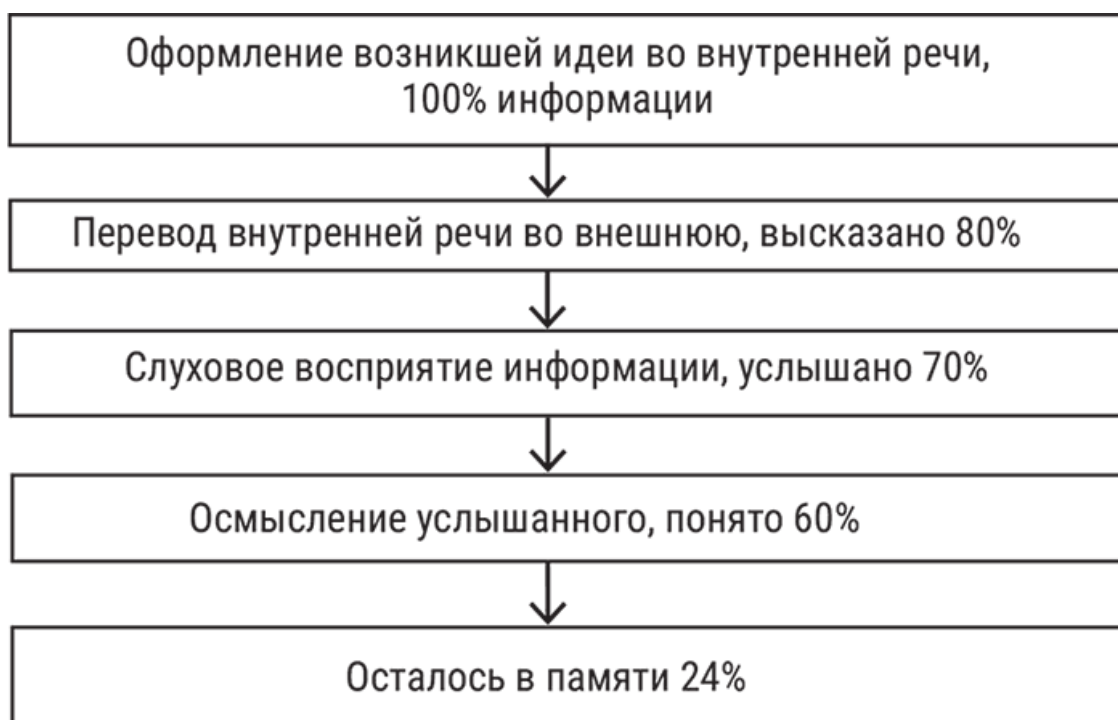 Оформление возникшей идеи во внутренней речи,
100% информации
Перевод внутренней речи во внешнюю, высказано 80%
Слуховое восприятие информации, услышано 70%
Осмысление услышанного, понято 60%
Осталось в памяти 24%